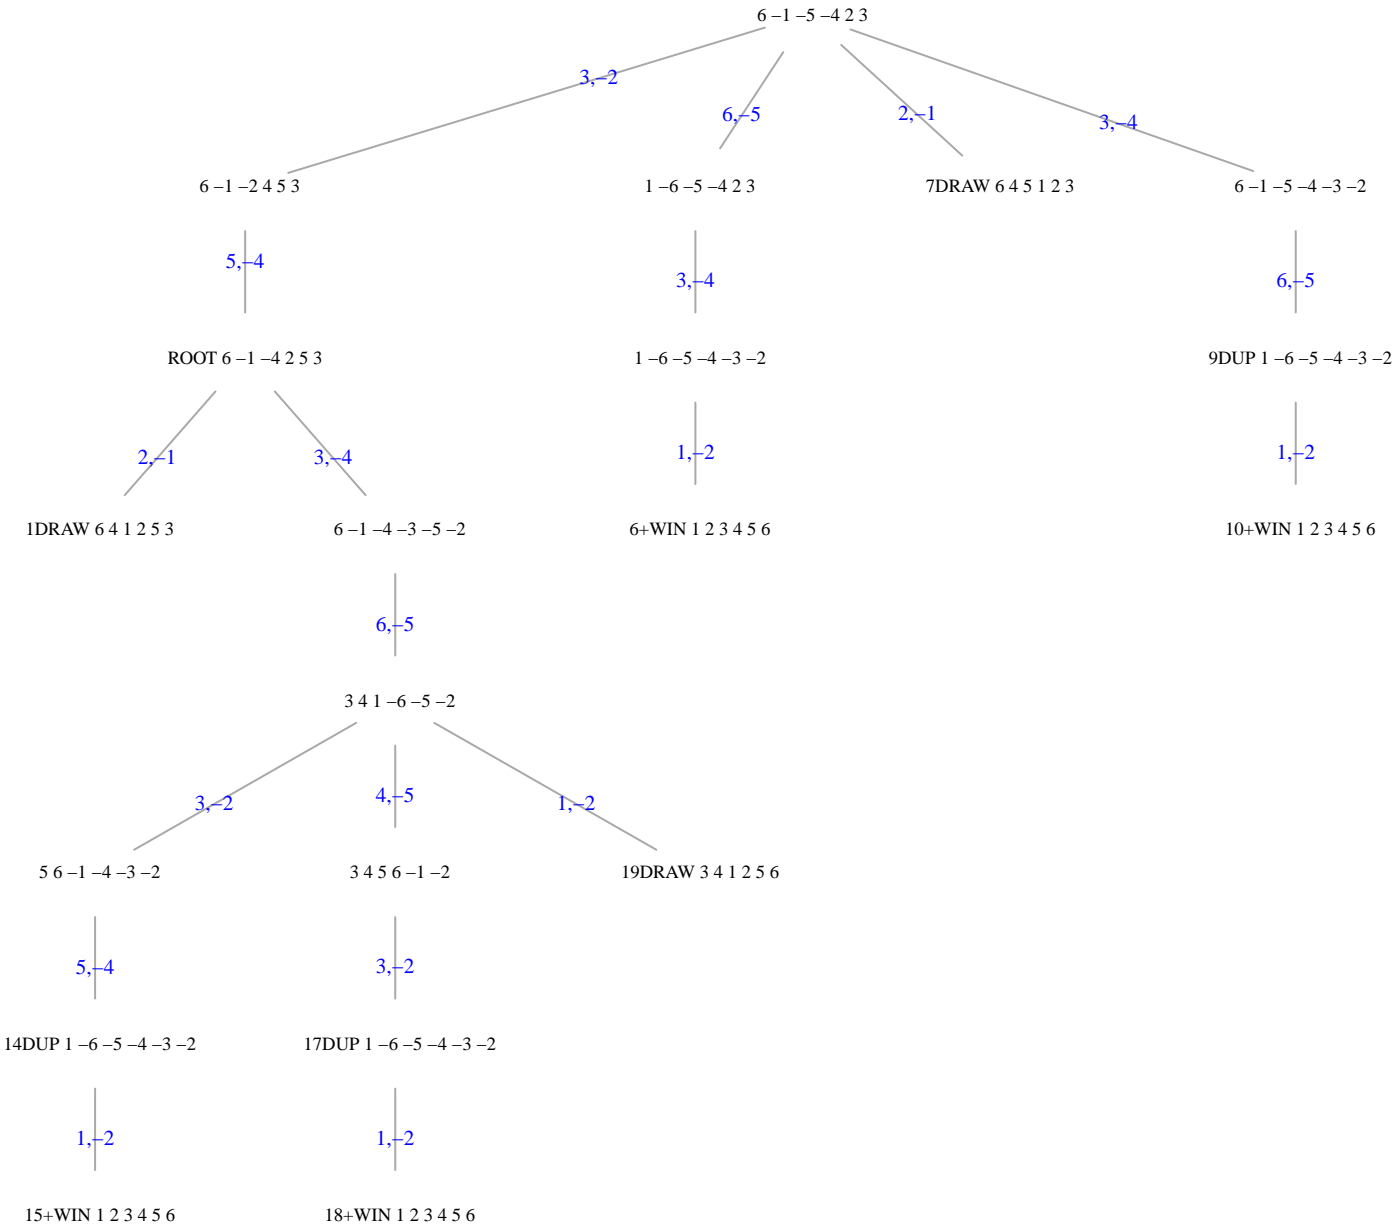 6 –1 –5 –4 2 3
3,–2
6,–5
2,–1
3,–4
6 –1 –2 4 5 3
1 –6 –5 –4 2 3
7DRAW 6 4 5 1 2 3
6 –1 –5 –4 –3 –2
5,–4
3,–4
6,–5
ROOT 6 –1 –4 2 5 3
1 –6 –5 –4 –3 –2
9DUP 1 –6 –5 –4 –3 –2
2,–1
3,–4
1,–2
1,–2
1DRAW 6 4 1 2 5 3
6 –1 –4 –3 –5 –2
6+WIN 1 2 3 4 5 6
10+WIN 1 2 3 4 5 6
6,–5
3 4 1 –6 –5 –2
3,–2
4,–5
1,–2
5 6 –1 –4 –3 –2
3 4 5 6 –1 –2
19DRAW 3 4 1 2 5 6
5,–4
3,–2
14DUP 1 –6 –5 –4 –3 –2
17DUP 1 –6 –5 –4 –3 –2
1,–2
1,–2
15+WIN 1 2 3 4 5 6
18+WIN 1 2 3 4 5 6